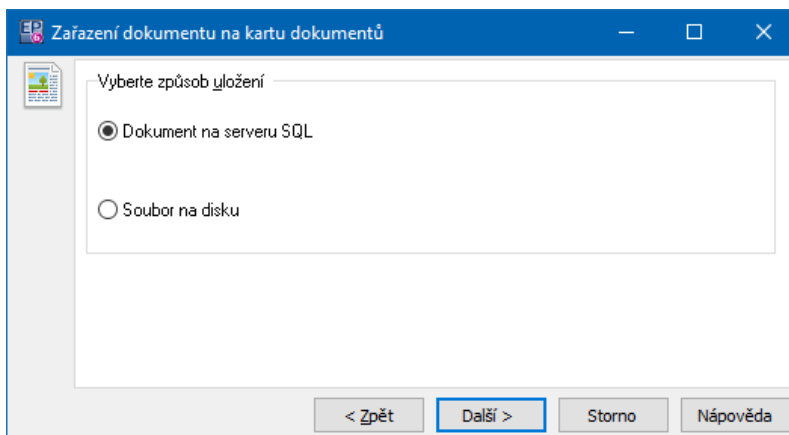 Zařazení dokumentu na kartu dokumentů
Vyberte způsob uložení
Dokument na serveru SQL
Soubor na disku
< Zpět
Další >
Storno
Nápověda